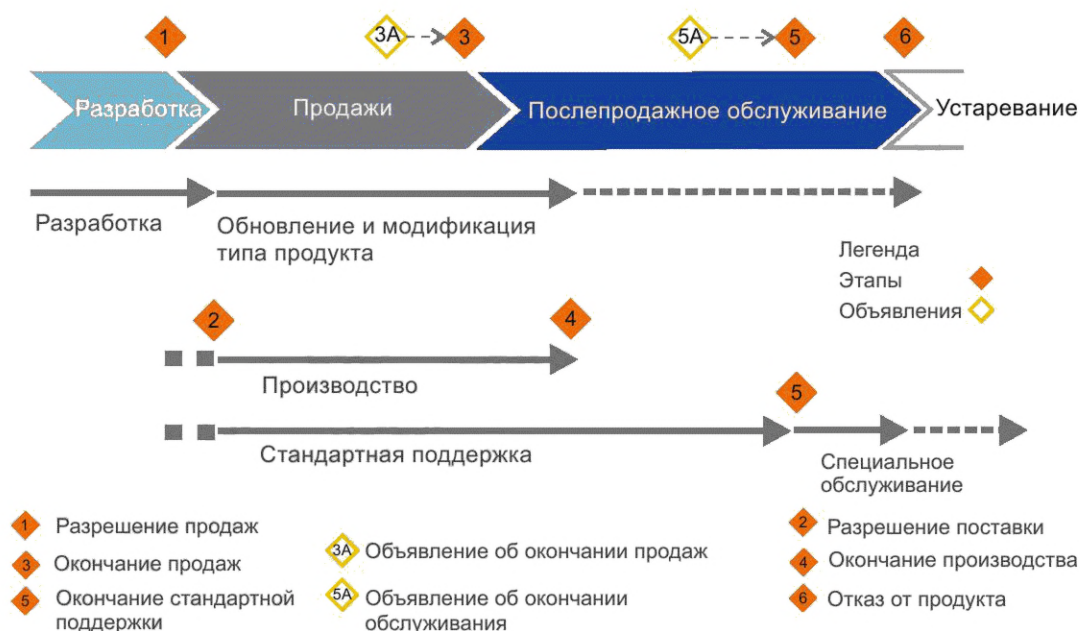 1
3A
3
5A
5
6
Разработка
Продажи
Послепродажное обслуживание
Устаревание
Разработка
Обновление и модификация
типа продукта
Легенда
Этапы
Объявления
2
4
Производство
5
Стандартная поддержка
Специальное
обслуживание
1 Разрешение продаж
3 Окончание продаж
5 Окончание стандартной
поддержки
3A Объявление об окончании продаж
5A Объявление об окончании
обслуживания
2 Разрешение поставки
4 Окончание производства
6 Отказ от продукта